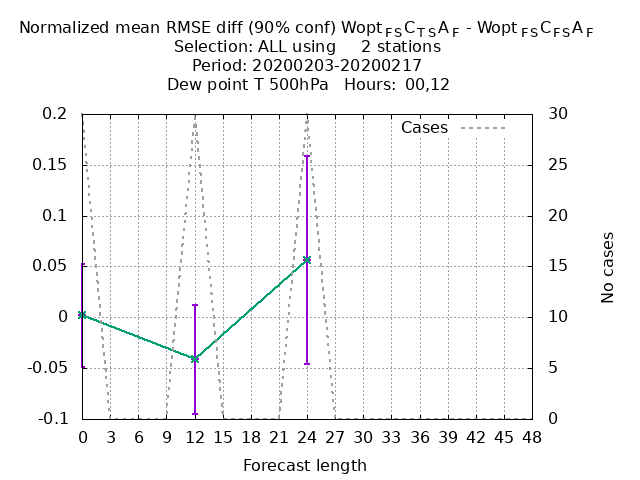 Normalized mean RMSE diff (90% conf) Wopt FS C T S A F - Wopt FS C FS A F
Selection: ALL using 2 stations
Period: 20200203-20200217
Dew point T 500hPa Hours: 00,12
Cases
0.2
0.15
0.1
0.05
0
-0.05
-0.1
30
25
20
15
10
5
0
No cases
0 3 6 9 12 15 18 21 24 27 30 33 36 39 42 45 48
Forecast length